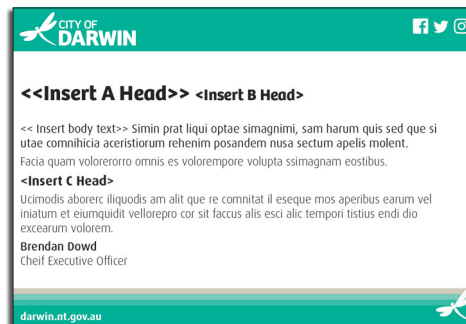 CITY OF
DARWIN
<<Insert A Head>> <Insert B Head>
<< Insert body text>> Simin prat liqui optae simagnimi, sam harum quis sed que si
utae comnihicia aceristiorum rehenim posandem nusa sectum apelis molent.
Facia quam volorerorro omnis es volorempore volupta ssimagnam eostibus.
<Insert C Head>
Ucimodis aborerc iliquodis am alit que re comnitat il eseque mos aperibus earum vel
iniatum et eiumquidit vellorepro cor sit faccus alis esci alic tempori tistius endi dio
excearum volorem.
Brendan Dowd
Cheif Executive Officer
darwin.nt.gov.au